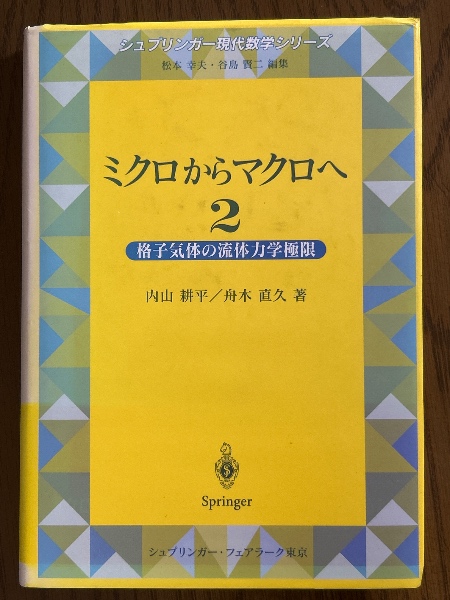 シュプリンガー現代数学シリーズ
松本 幸夫・谷島 賢二 編集
ミクロからマクロへ
2
格子気体の流体力学極限
内山 耕平／舟木 直久 著
Springer
シュプリンガー・フェアラーク東京